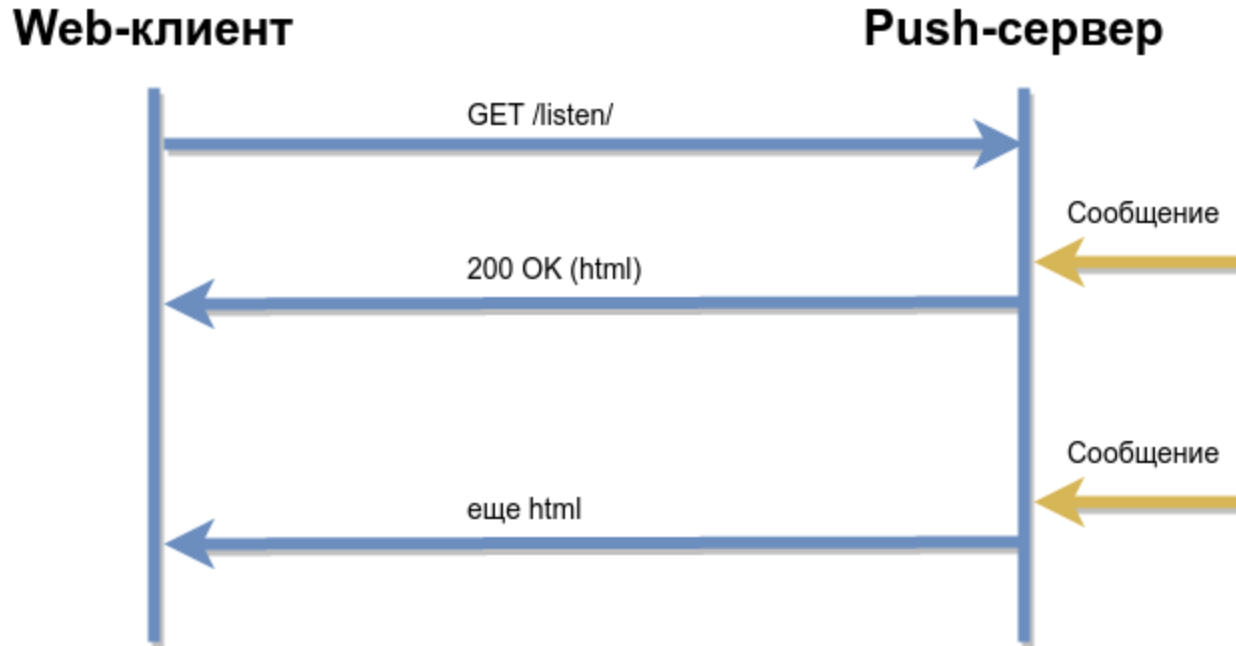 Web-клиент
Push-сервер
GET /listen/
Сообщение
200 OK (html)
Сообщение
еще html